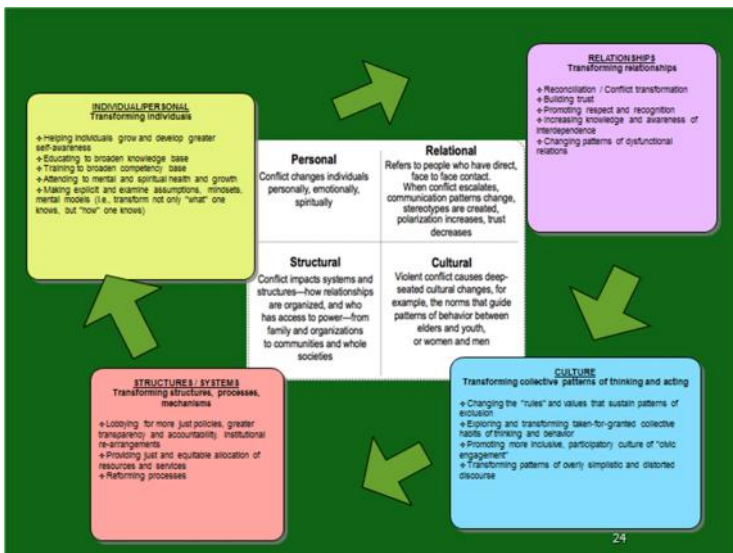 INDIVIDUAL/PERSONAL
Transforming individuals
❖Helping individuals grow and develop greater
self-awareness
❖Educating to broaden knowledge base
❖Training to broaden competency base
❖Attending to mental and spiritual health and growth
❖Making explicit and examine assumptions, mindsets,
mental models (i.e., transform not only "what" one
knows, but "how" one knows)
RELATIONSHIPS
Transforming relationships
❖Reconciliation / Conflict transformation
❖Building trust
❖Promoting respect and recognition
❖Increasing knowledge and awareness of
interdependence
❖Changing patterns of dysfunctional
relations
Personal
Conflict changes individuals
personally, emotionally,
spiritually
Relational
Refers to people who have direct,
face to face contact.
When conflict escalates,
communication patterns change,
stereotypes are created,
polarization increases, trust
decreases
Structural
Conflict impacts systems and
structures—how relationships
are organized, and who
has access to power—from
family and organizations
to communities and whole
societies
Cultural
Violent conflict causes deep-
seated cultural changes, for
example, the norms that guide
patterns of behavior between
elders and youth,
or women and men
STRUCTURES / SYSTEMS
Transforming structures, processes,
mechanisms
❖Lobbying for more just policies, greater
transparency and accountability, institutional
re-arrangements
❖Providing just and equitable allocation of
resources and services
❖Reforming processes
CULTURE
Transforming collective patterns of thinking and acting
❖Changing the "rules" and values that sustain patterns of
exclusion
❖Exploring and transforming taken-for-granted collective
habits of thinking and behavior
❖Promoting more inclusive, participatory culture of "civic
engagement"
❖Transforming patterns of overly simplistic and distorted
discourse
24